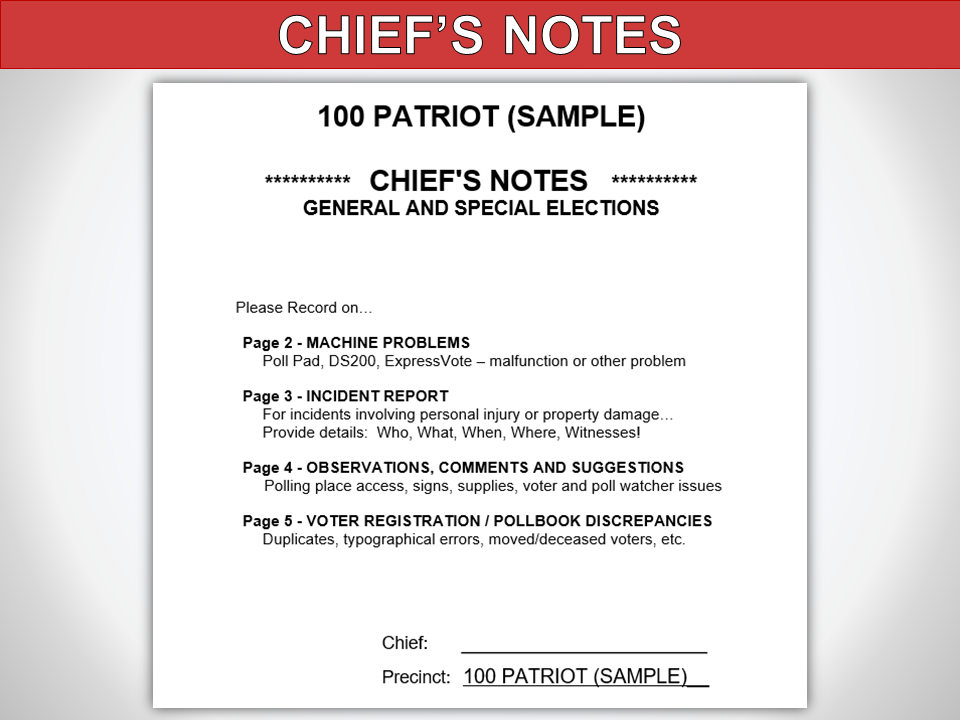 CHIEF’S NOTES
100 PATRIOT (SAMPLE)
********** CHIEF'S NOTES **********
GENERAL AND SPECIAL ELECTIONS
Please Record on…
Page 2 - MACHINE PROBLEMS
Poll Pad, DS200, ExpressVote – malfunction or other problem
Page 3 - INCIDENT REPORT
For incidents involving personal injury or property damage…
Provide details: Who, What, When, Where, Witnesses!
Page 4 - OBSERVATIONS, COMMENTS AND SUGGESTIONS
Polling place access, signs, supplies, voter and poll watcher issues
Page 5 - VOTER REGISTRATION / POLLBOOK DISCREPANCIES
Duplicates, typographical errors, moved/deceased voters, etc.
Chief: ____________________
Precinct: 100 PATRIOT (SAMPLE)__